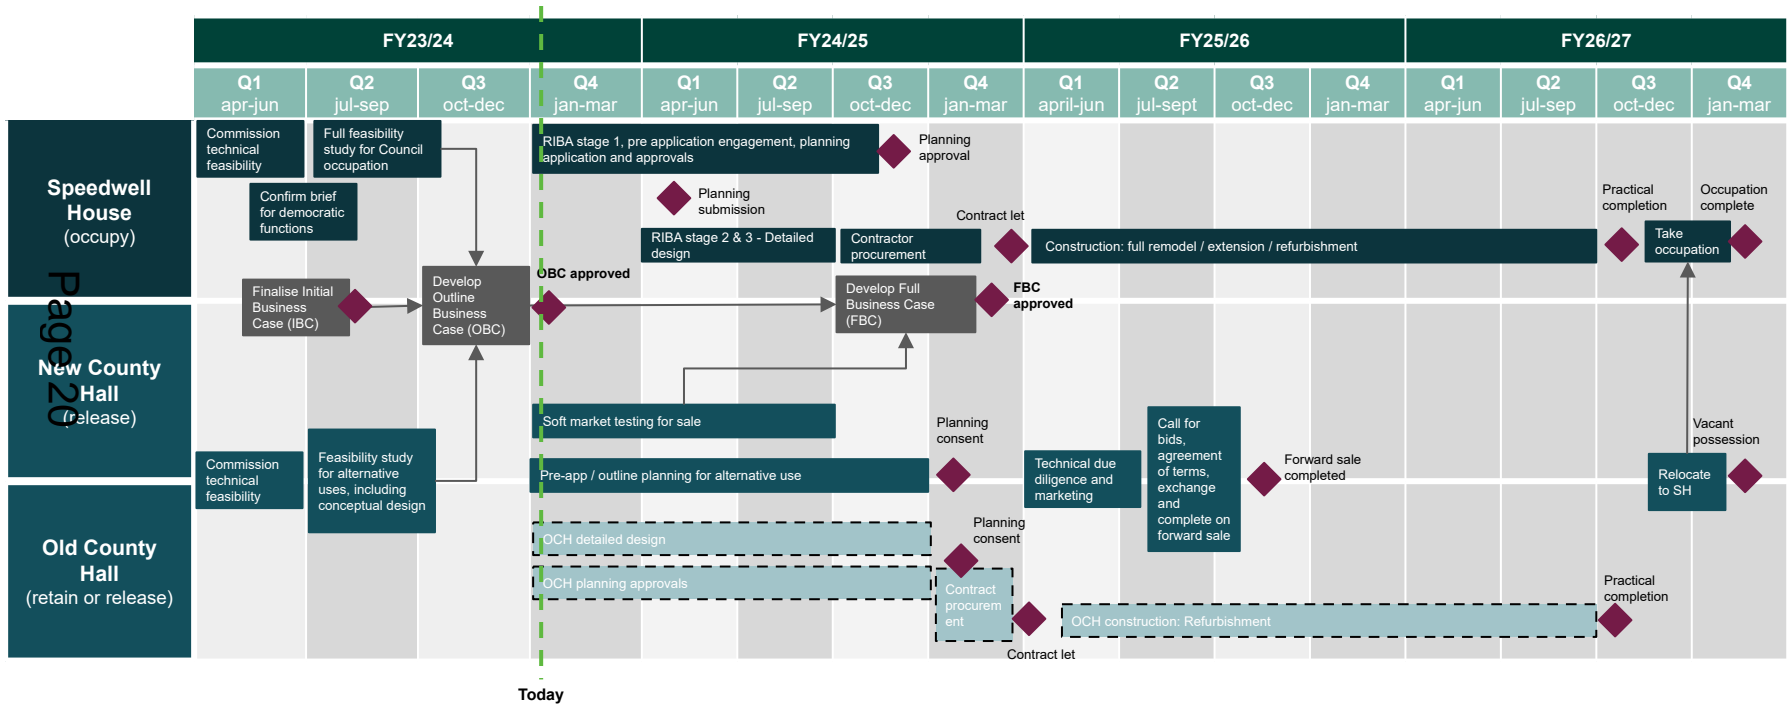 FY23/24
FY24/25
FY25/26
FY26/27
Q1
apr-jun
Q2
jul-sep
Q3
oct-dec
Q4
jan-mar
Q1
apr-jun
Q2
jul-sep
Q3
oct-dec
Q4
jan-mar
Q1
april-jun
Q2
jul-sept
Q3
oct-dec
Q4
jan-mar
Q1
apr-jun
Q2
jul-sep
Q3
oct-dec
Q4
jan-mar
Speedwell
House
(occupy)
Commission
technical
feasibility
Full feasibility
study for Council
occupation
Confirm brief
for democratic
functions
RIBA stage 1, pre application engagement, planning
application and approvals
Planning
approval
Planning
submission
RIBA stage 2 & 3 - Detailed
design
Contractor
procurement
Contract let
Construction: full remodel / extension / refurbishment
Practical
completion
Take
occupation
Occupation
complete
Finalise Initial
Business
Case (IBC)
Develop
Outline
Business
Case (OBC)
OBC approved
Develop Full
Business Case
(FBC)
FBC
approved
Page 20
New County
Hall
(release)
Commission
technical
feasibility
Feasibility study
for alternative
uses, including
conceptual design
Soft market testing for sale
Pre-app / outline planning for alternative use
Planning
consent
Technical due
diligence and
marketing
Call for
bids,
agreement
of terms,
exchange
and
complete on
forward sale
Forward sale
completed
Relocate
to SH
Vacant
possession
Old County
Hall
(retain or release)
OCH detailed design
OCH planning approvals
Planning
consent
Contract
procurem
ent
Contract let
OCH construction: Refurbishment
Practical
completion
Today